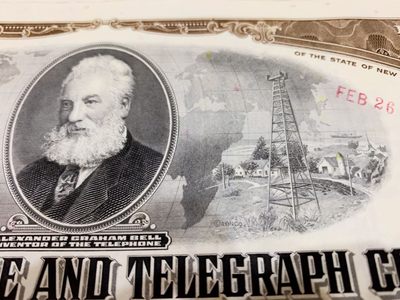 OF THE STATE OF NEW
FEB 26
ALEXANDER GRAHAM BELL
INVENTOR OF THE TELEPHONE
E AND TELEGRAPH C